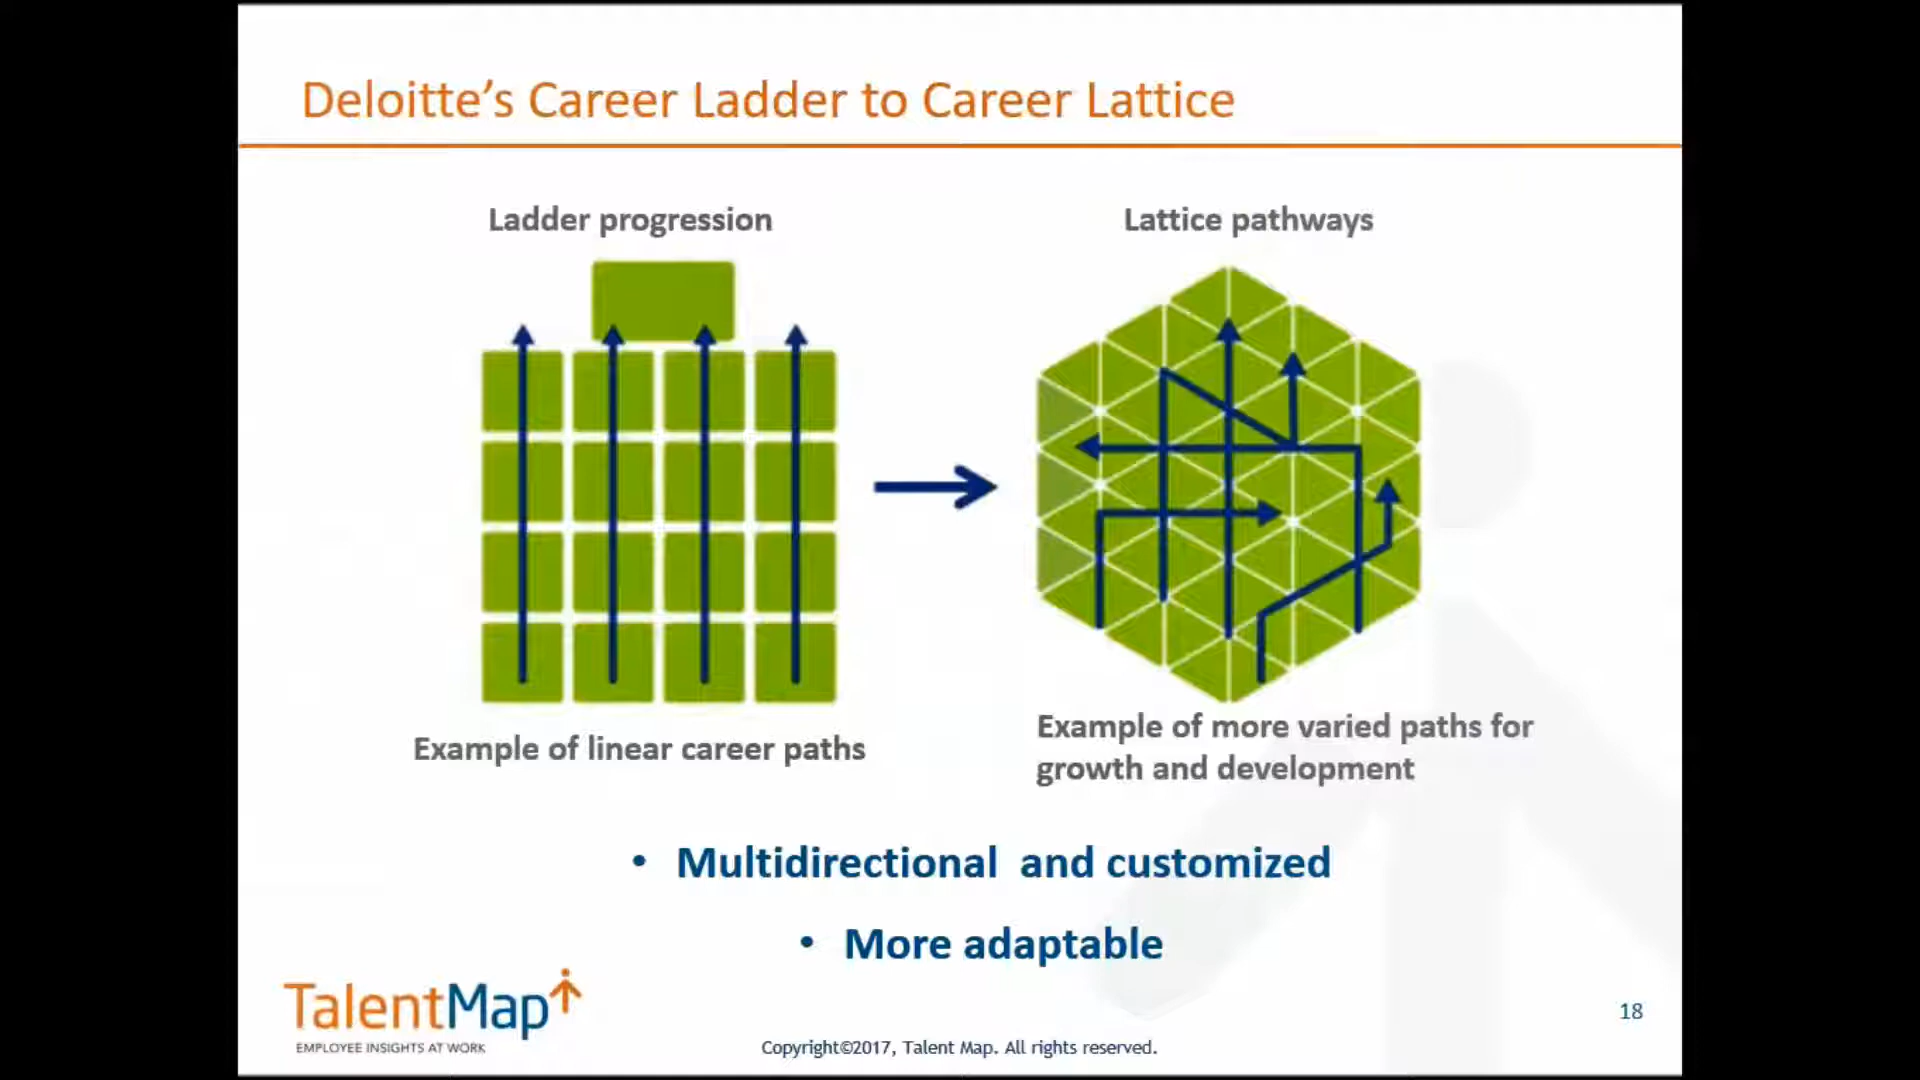 Deloitte's Career Ladder to Career Lattice
Ladder progression
Lattice pathways
Example of linear career paths
Example of more varied paths for
growth and development
• Multidirectional and customized
• More adaptable
TalentMap
EMPLOYEE INSIGHTS AT WORK
Copyright©2017, Talent Map. All rights reserved.
18